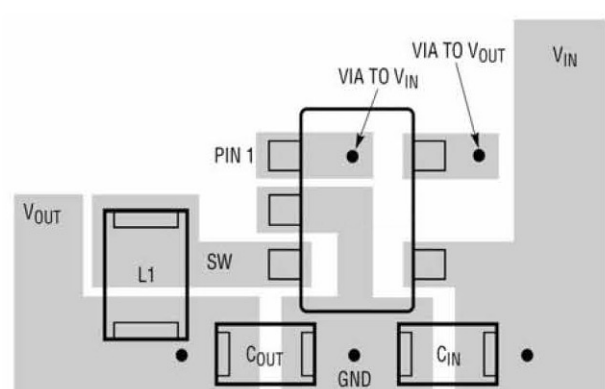 VIA TO VOUT
VIN
VIA TO VIN
PIN 1
VOUT
SW
L1
COUT
CIN
GND